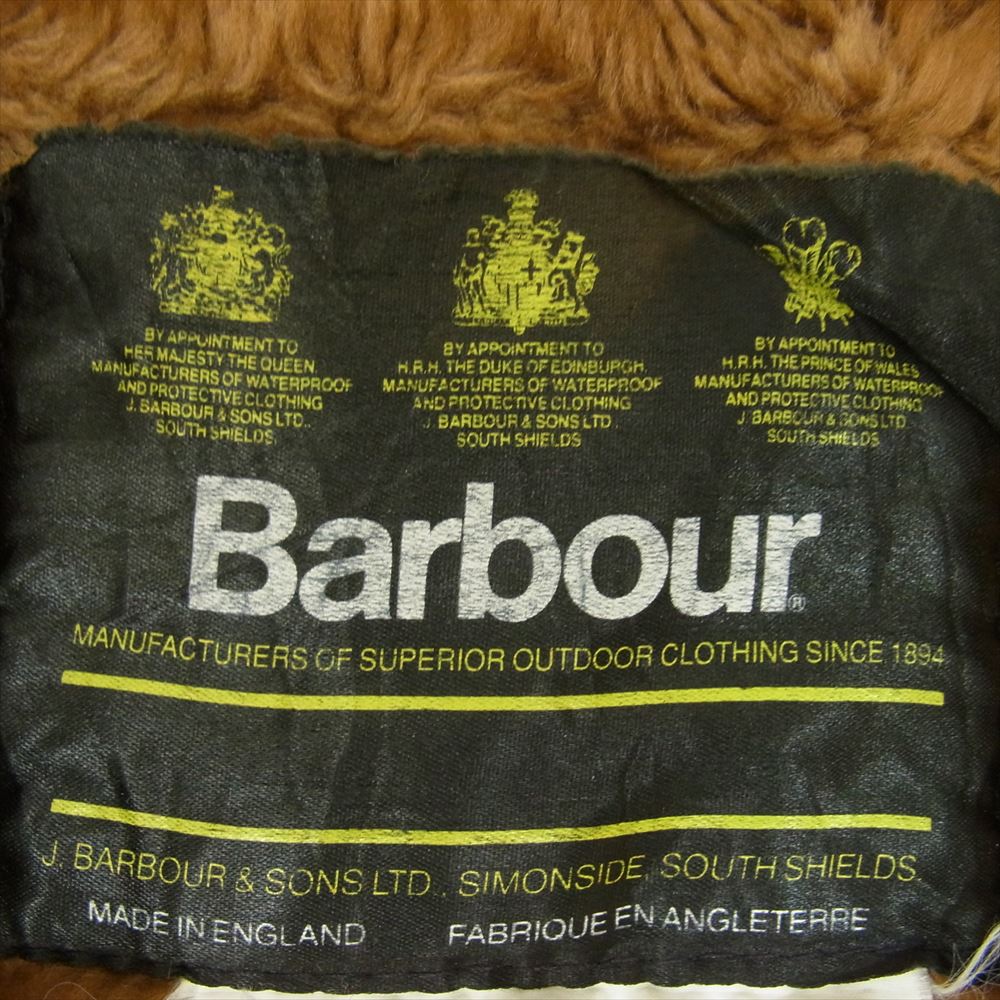 BY APPOINTMENT TO
HER MAJESTY THE QUEEN
MANUFACTURERS OF WATERPROOF
AND PROTECTIVE CLOTHING
J. BARBOUR & SONS LTD.,
SOUTH SHIELDS
BY APPOINTMENT TO
H.R.H. THE DUKE OF EDINBURGH.
MANUFACTURERS OF WATERPROOF
AND PROTECTIVE CLOTHING
J. BARBOUR & SONS LTD.
SOUTH SHIELDS
BY APPOINTMENT TO
H.R.H. THE PRINCE OF WALES
MANUFACTURERS OF WATERPROOF
AND PROTECTIVE CLOTHING
J. BARBOUR & SONS LTD
SOUTH SHIELDS
Barbour®
MANUFACTURERS OF SUPERIOR OUTDOOR CLOTHING SINCE 1894
J. BARBOUR & SONS LTD., SIMONSIDE, SOUTH SHIELDS.
MADE IN ENGLAND FABRIQUE EN ANGLETERRE